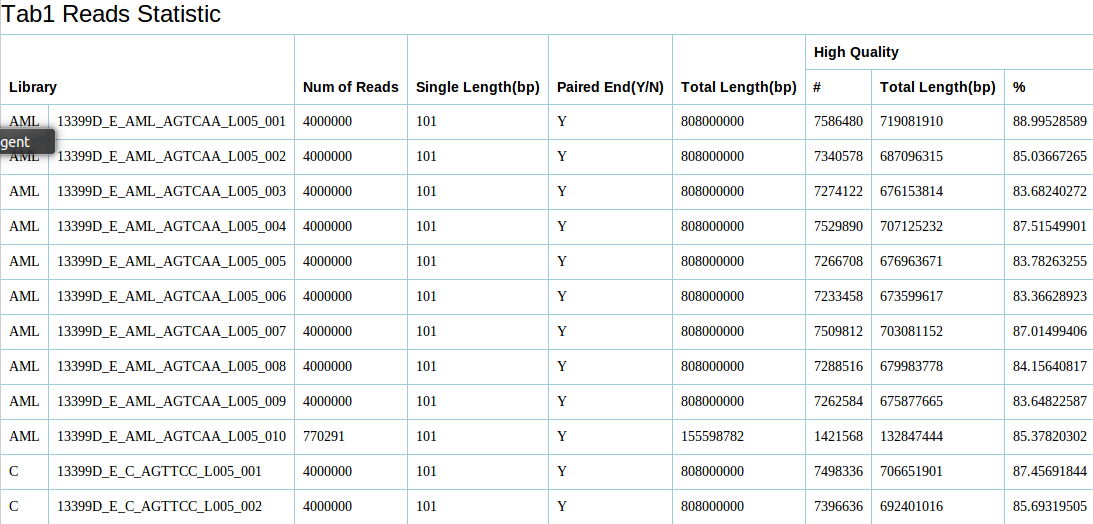 Tab1 Reads Statistic
High Quality
Library Num of Reads Single Length(bp) Paired End(Y/N) Total Length(bp) # Total Length(bp) %
AML 13399D_E_AML_AGTCAA_L005_001 4000000 101 Y 808000000 7586480 719081910 88.99528589
gent
AML 13399D_E_AML_AGTCAA_L005_002 4000000 101 Y 808000000 7340578 687096315 85.03667265
AML 13399D_E_AML_AGTCAA_L005_003 4000000 101 Y 808000000 7274122 676153814 83.68240272
AML 13399D_E_AML_AGTCAA_L005_004 4000000 101 Y 808000000 7529890 707125232 87.51549901
AML 13399D_E_AML_AGTCAA_L005_005 4000000 101 Y 808000000 7266708 676963671 83.78263255
AML 13399D_E_AML_AGTCAA_L005_006 4000000 101 Y 808000000 7233458 673599617 83.36628923
AML 13399D_E_AML_AGTCAA_L005_007 4000000 101 Y 808000000 7509812 703081152 87.01499406
AML 13399D_E_AML_AGTCAA_L005_008 4000000 101 Y 808000000 7288516 679983778 84.15640817
AML 13399D_E_AML_AGTCAA_L005_009 4000000 101 Y 808000000 7262584 675877665 83.64822587
AML 13399D_E_AML_AGTCAA_L005_010 770291 101 Y 155598782 1421568 132847444 85.37820302
C 13399D_E_C_AGTTCC_L005_001 4000000 101 Y 808000000 7498336 706651901 87.45691844
C 13399D_E_C_AGTTCC_L005_002 4000000 101 Y 808000000 7396636 692401016 85.69319505